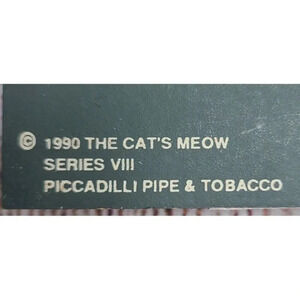 © 1990 THE CAT'S MEOW
SERIES VIII
PICCADILLI PIPE & TOBACCO